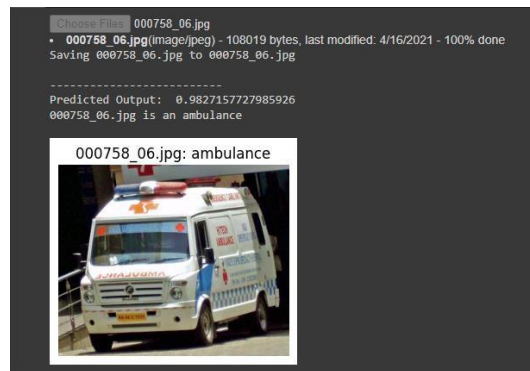 Choose Files 000758_06.jpg
• 000758_06.jpg(image/jpeg) - 108019 bytes, last modified: 4/16/2021 - 100% done
Saving 000758_06.jpg to 000758_06.jpg
--------------------------
Predicted Output: 0.9827157727985926
000758_06.jpg is an ambulance
000758_06.jpg: ambulance
AMBULANCE